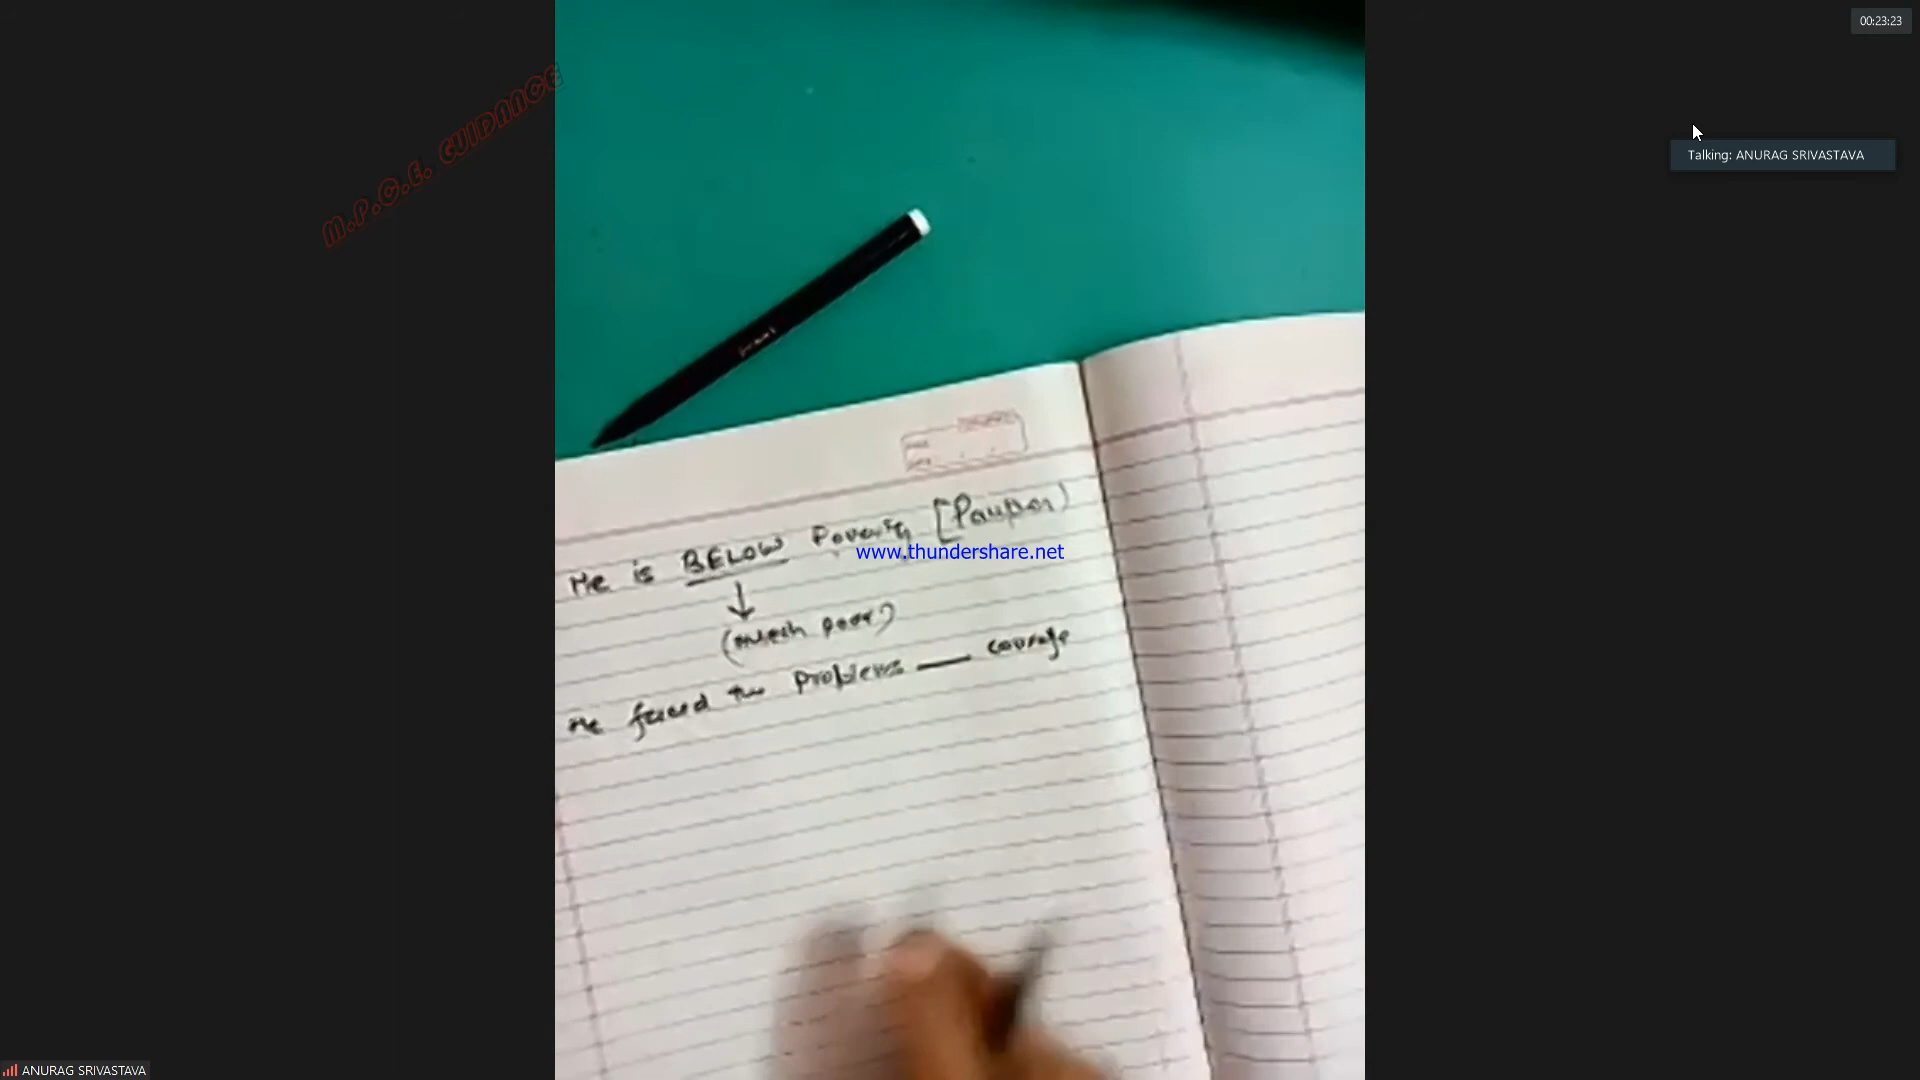 00:23:23
M.P.C.E. GUIDANCE
Talking: ANURAG SRIVASTAVA
He is BELOW Poverty [Pauper)
www.thundershare.net
(much poor)
He faced the problems ___ courage
ANURAG SRIVASTAVA